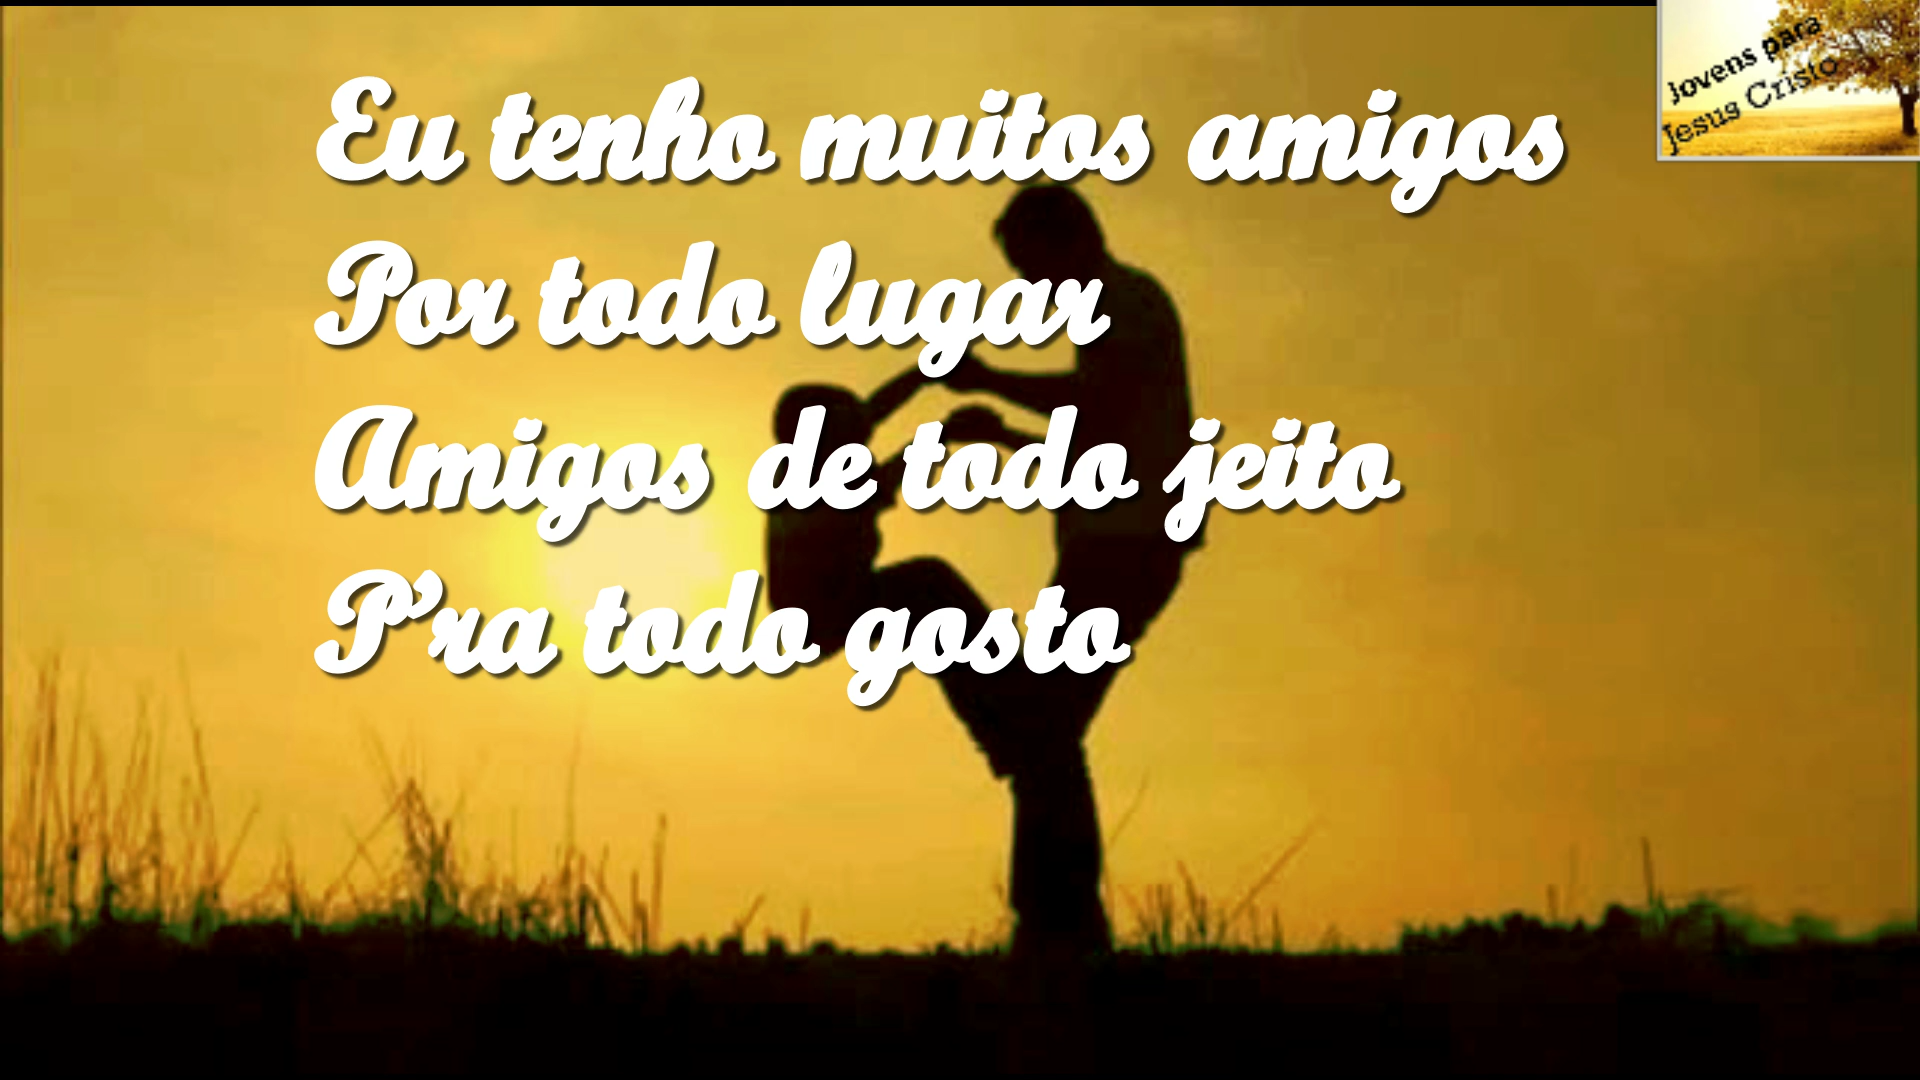 Eu tenho muitos amigos
Por todo lugar
Amigos de todo jeito
P'ra todo gosto
Jovens para
Jesus Cristo